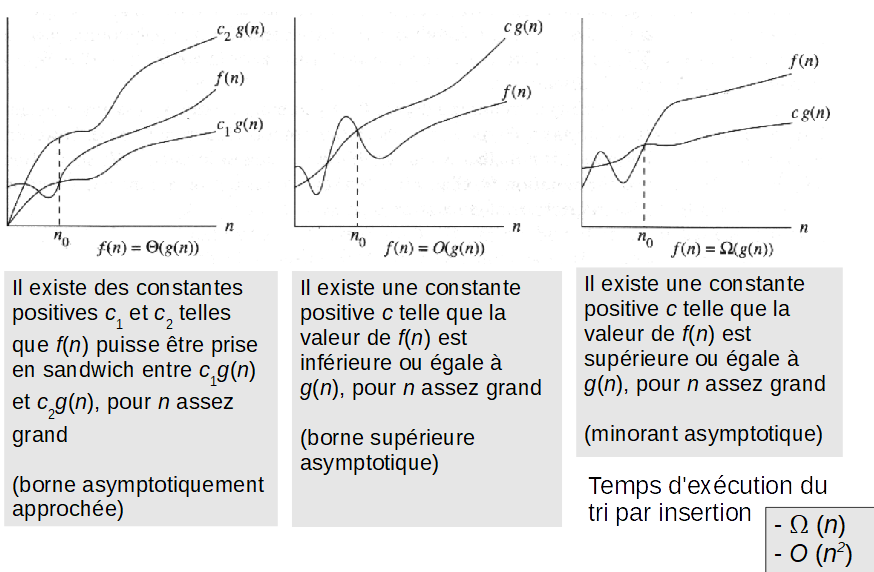 c₂ g(n)
f(n)
c₁ g(n)
n
n₀
f(n) = Θ(g(n))
c g(n)
f(n)
n
n₀
f(n) = O(g(n))
f(n)
c g(n)
n
n₀
f(n) = Ω(g(n))
Il existe des constantes
positives c₁ et c₂ telles
que f(n) puisse être prise
en sandwich entre c₁g(n)
et c₂g(n), pour n assez
grand
(borne asymptotiquement
approchée)
Il existe une constante
positive c telle que la
valeur de f(n) est
inférieure ou égale à
g(n), pour n assez grand
(borne supérieure
asymptotique)
Il existe une constante
positive c telle que la
valeur de f(n) est
supérieure ou égale à
g(n), pour n assez grand
(minorant asymptotique)
Temps d'exécution du
tri par insertion
- Ω (n)
- O (n²)